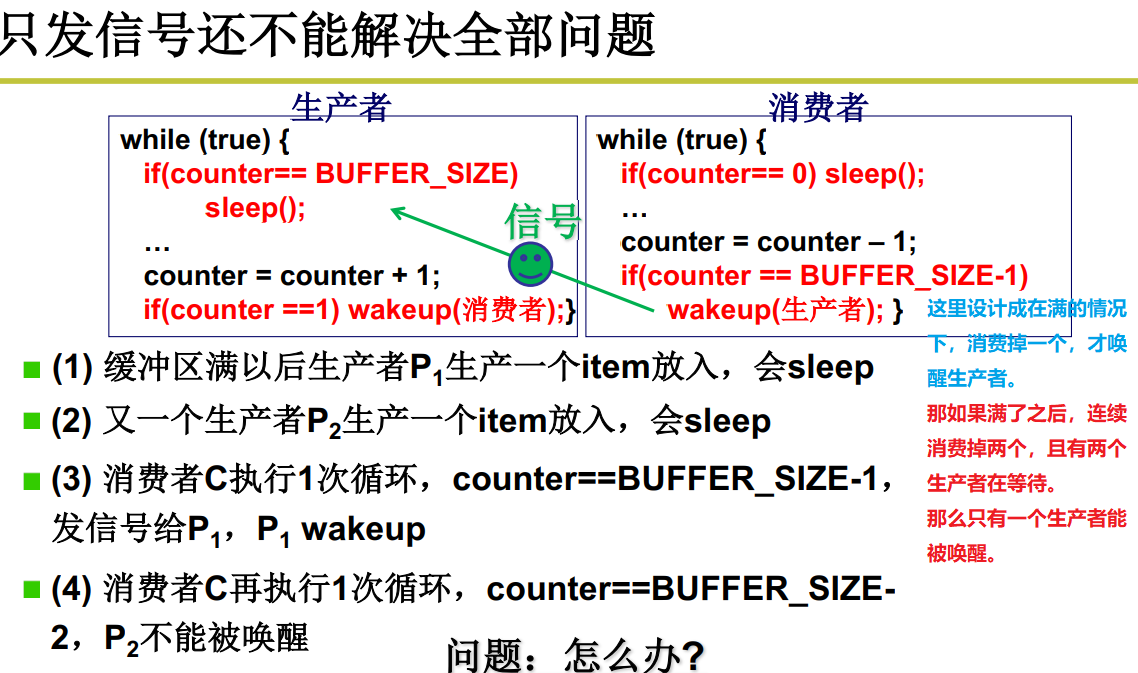 只发信号还不能解决全部问题
生产者
while (true) {
if(counter== BUFFER_SIZE)
sleep();
…
counter = counter + 1;
if(counter ==1) wakeup(消费者);}
信号
消费者
while (true) {
if(counter== 0) sleep();
…
counter = counter – 1;
if(counter == BUFFER_SIZE-1)
wakeup(生产者); }
这里设计成在满的情况
下，消费掉一个，才唤
醒生产者。
那如果满了之后，连续
消费掉两个，且有两个
生产者在等待。
那么只有一个生产者能
被唤醒。
(1) 缓冲区满以后生产者P1生产一个item放入，会sleep
(2) 又一个生产者P2生产一个item放入，会sleep
(3) 消费者C执行1次循环，counter==BUFFER_SIZE-1，
发信号给P1，P1 wakeup
(4) 消费者C再执行1次循环，counter==BUFFER_SIZE-
2，P2不能被唤醒
问题：怎么办?